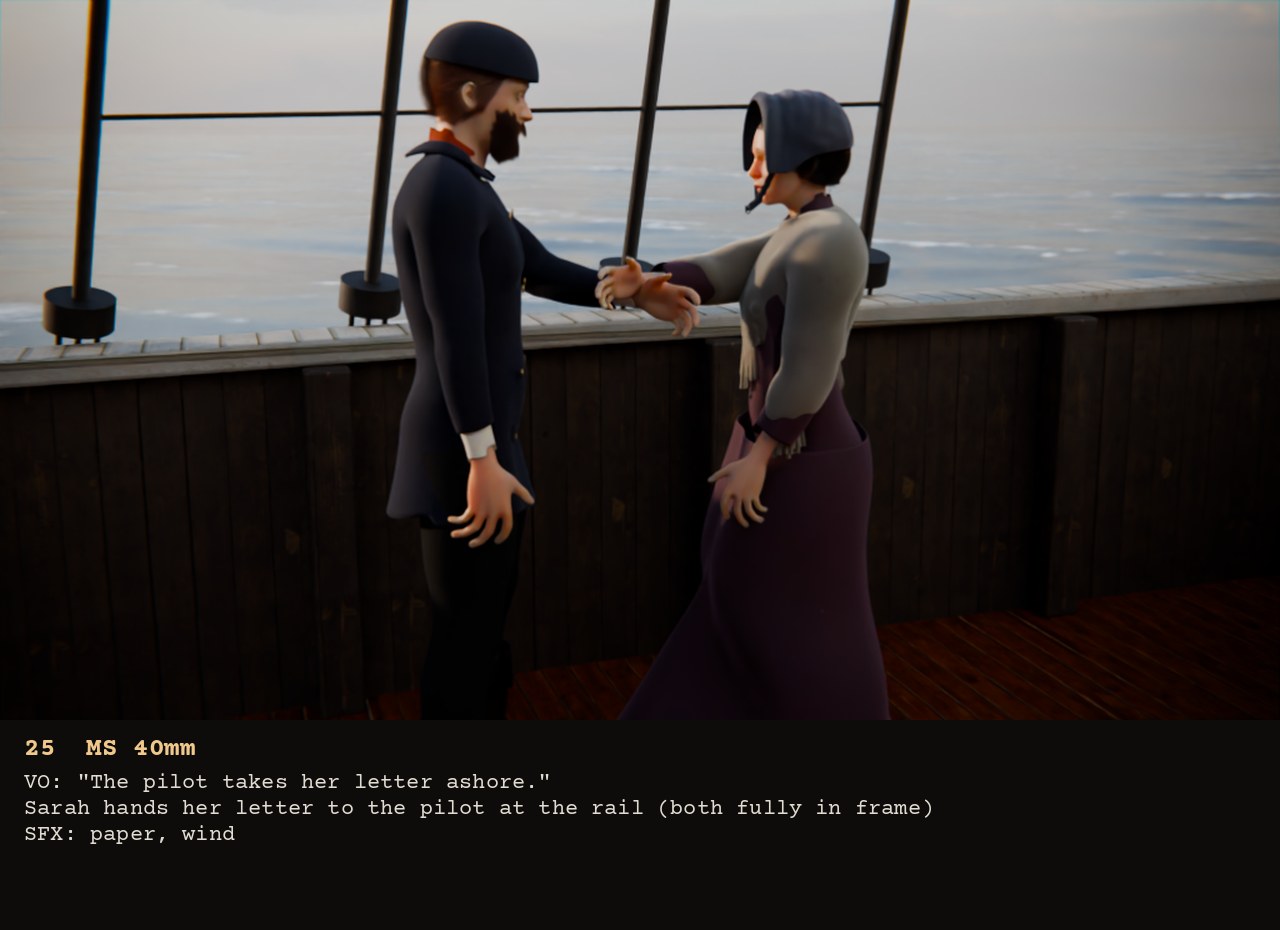 25  MS 40mm
VO: "The pilot takes her letter ashore."
Sarah hands her letter to the pilot at the rail (both fully in frame)
SFX: paper, wind